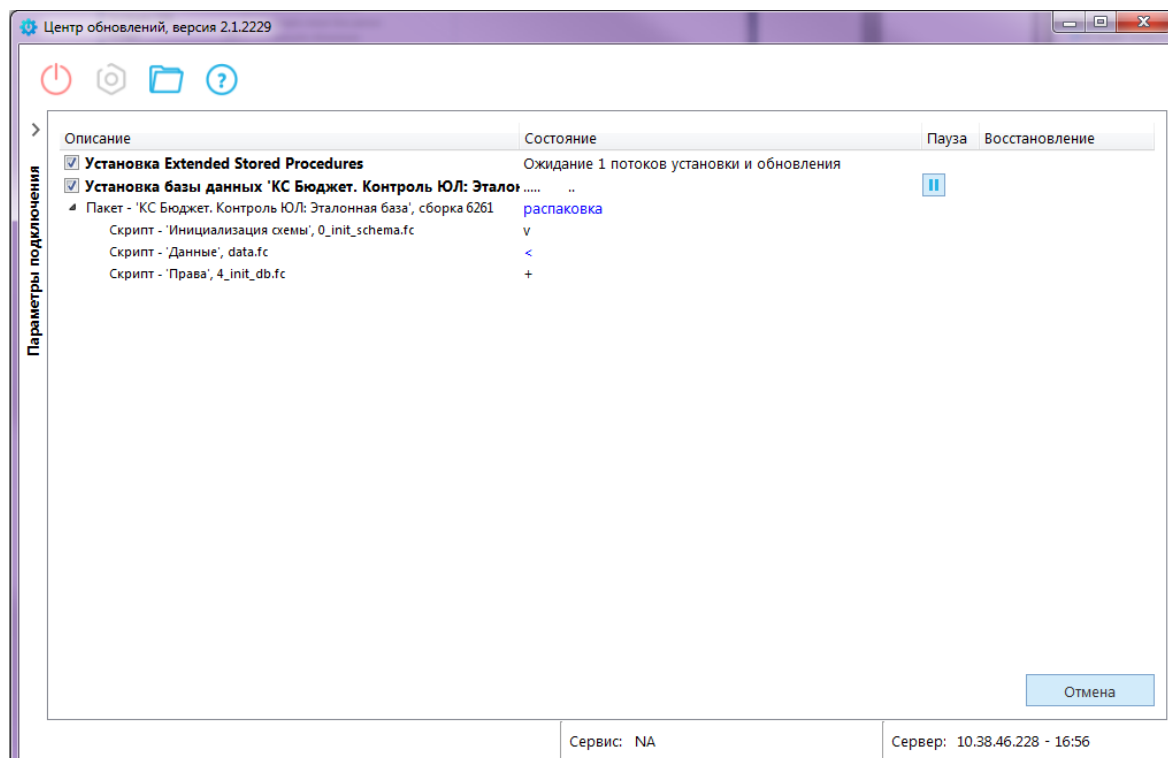 Центр обновлений, версия 2.1.2229
Описание Состояние Пауза Восстановление
Установка Extended Stored Procedures Ожидание 1 потоков установки и обновления
Установка базы данных 'КС Бюджет. Контроль ЮЛ: Этало ..... ..
Пакет - 'КС Бюджет. Контроль ЮЛ: Эталонная база', сборка 6261 распаковка
Скрипт - 'Инициализация схемы', 0_init_schema.fc v
Скрипт - 'Данные', data.fc <
Скрипт - 'Права', 4_init_db.fc +
Параметры подключения
Отмена
Сервис: NA Сервер: 10.38.46.228 - 16:56